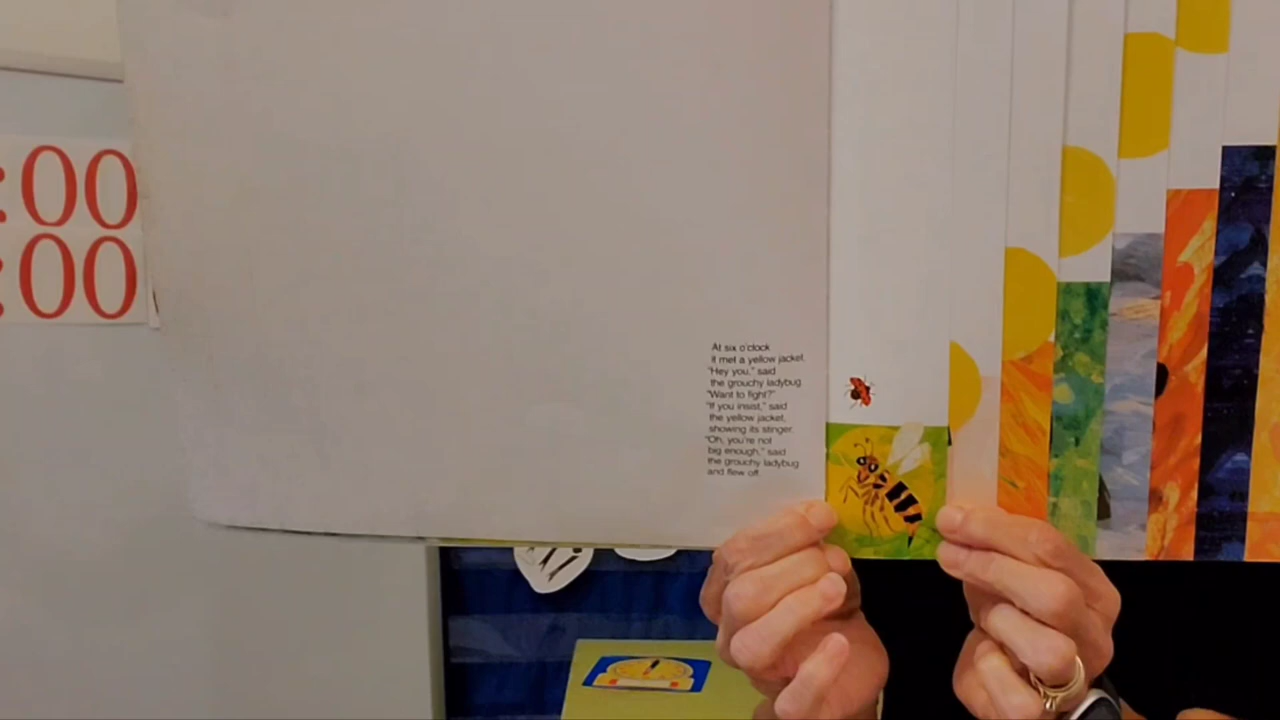 :00
:00
At six o'clock
it met a yellow jacket.
"Hey you," said
the grouchy ladybug.
"Want to fight?"
"If you insist," said
the yellow jacket,
showing its stinger.
"Oh, you're not
big enough," said
the grouchy ladybug
and flew off.